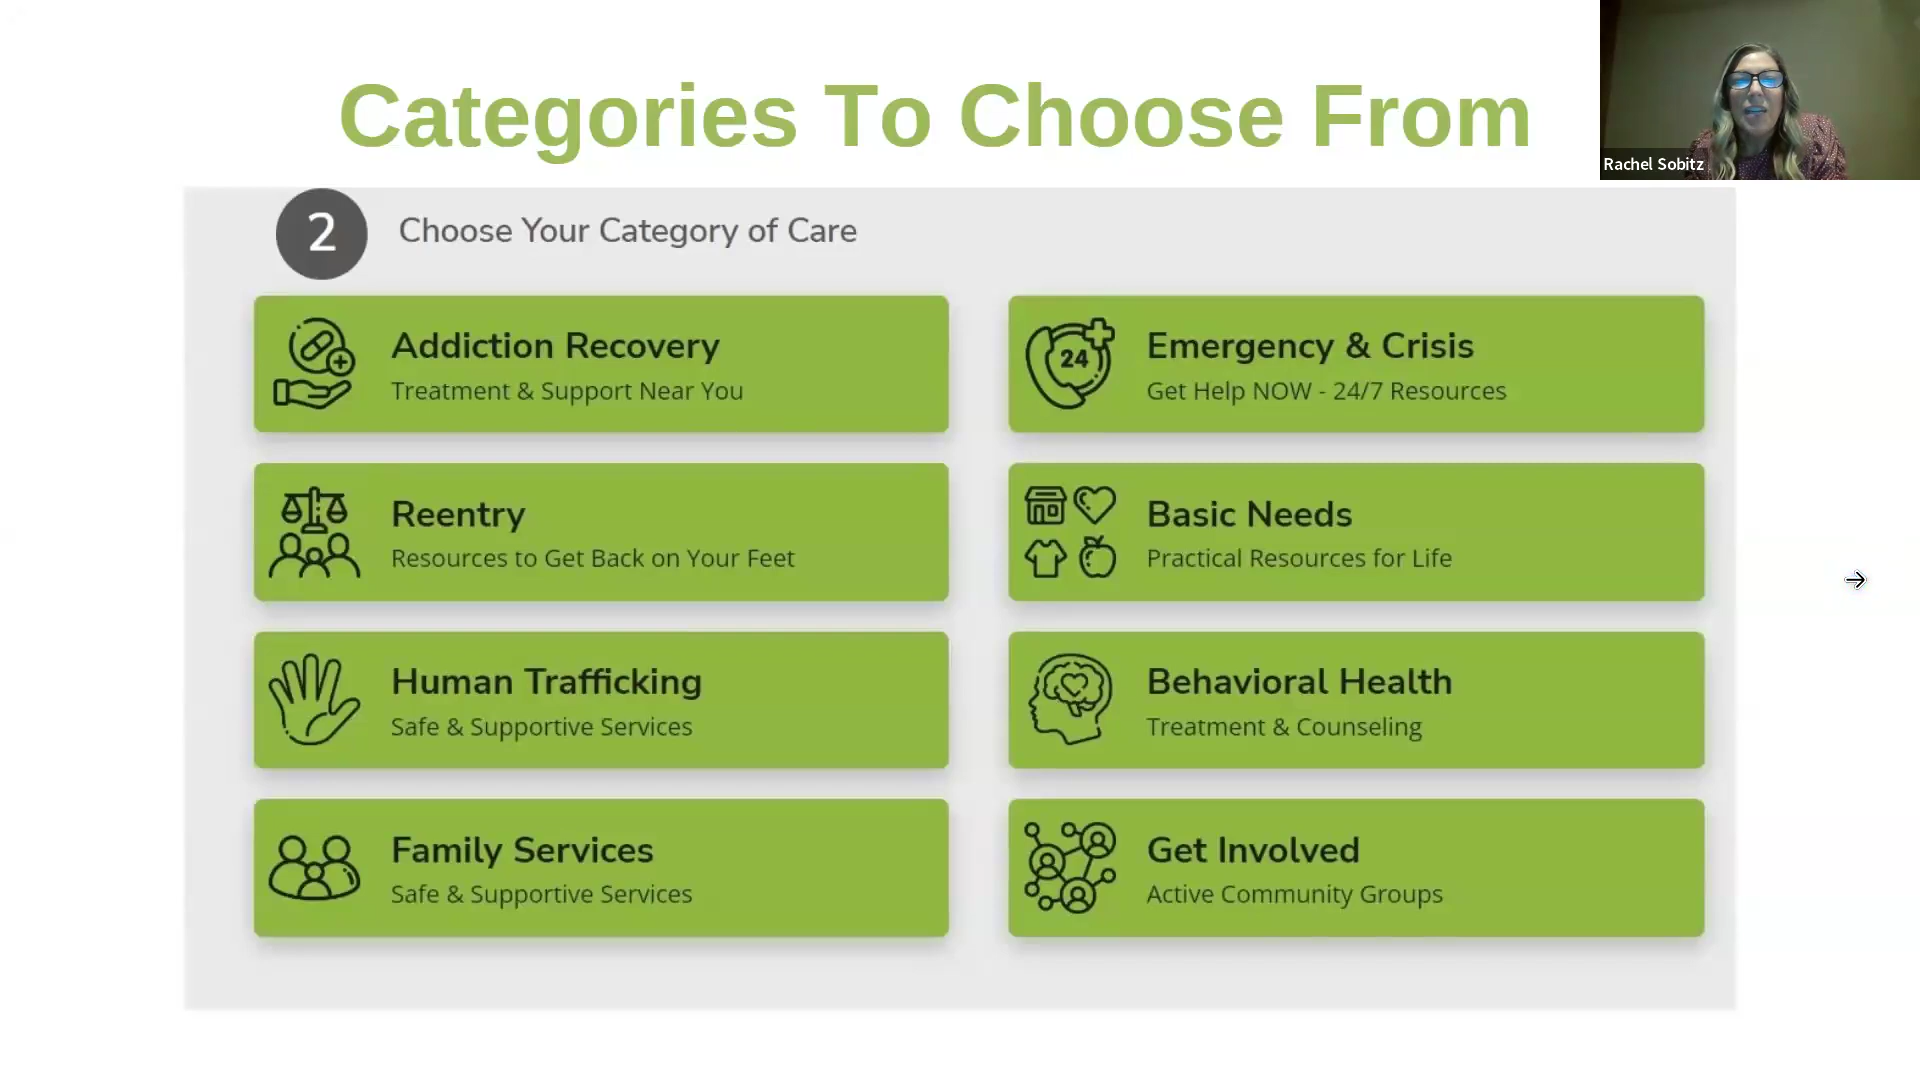 Categories To Choose From
Rachel Sobitz
2 Choose Your Category of Care
Addiction Recovery
Treatment & Support Near You
Emergency & Crisis
24
Get Help NOW - 24/7 Resources
Reentry
Resources to Get Back on Your Feet
Basic Needs
Practical Resources for Life
Human Trafficking
Safe & Supportive Services
Behavioral Health
Treatment & Counseling
Family Services
Safe & Supportive Services
Get Involved
Active Community Groups